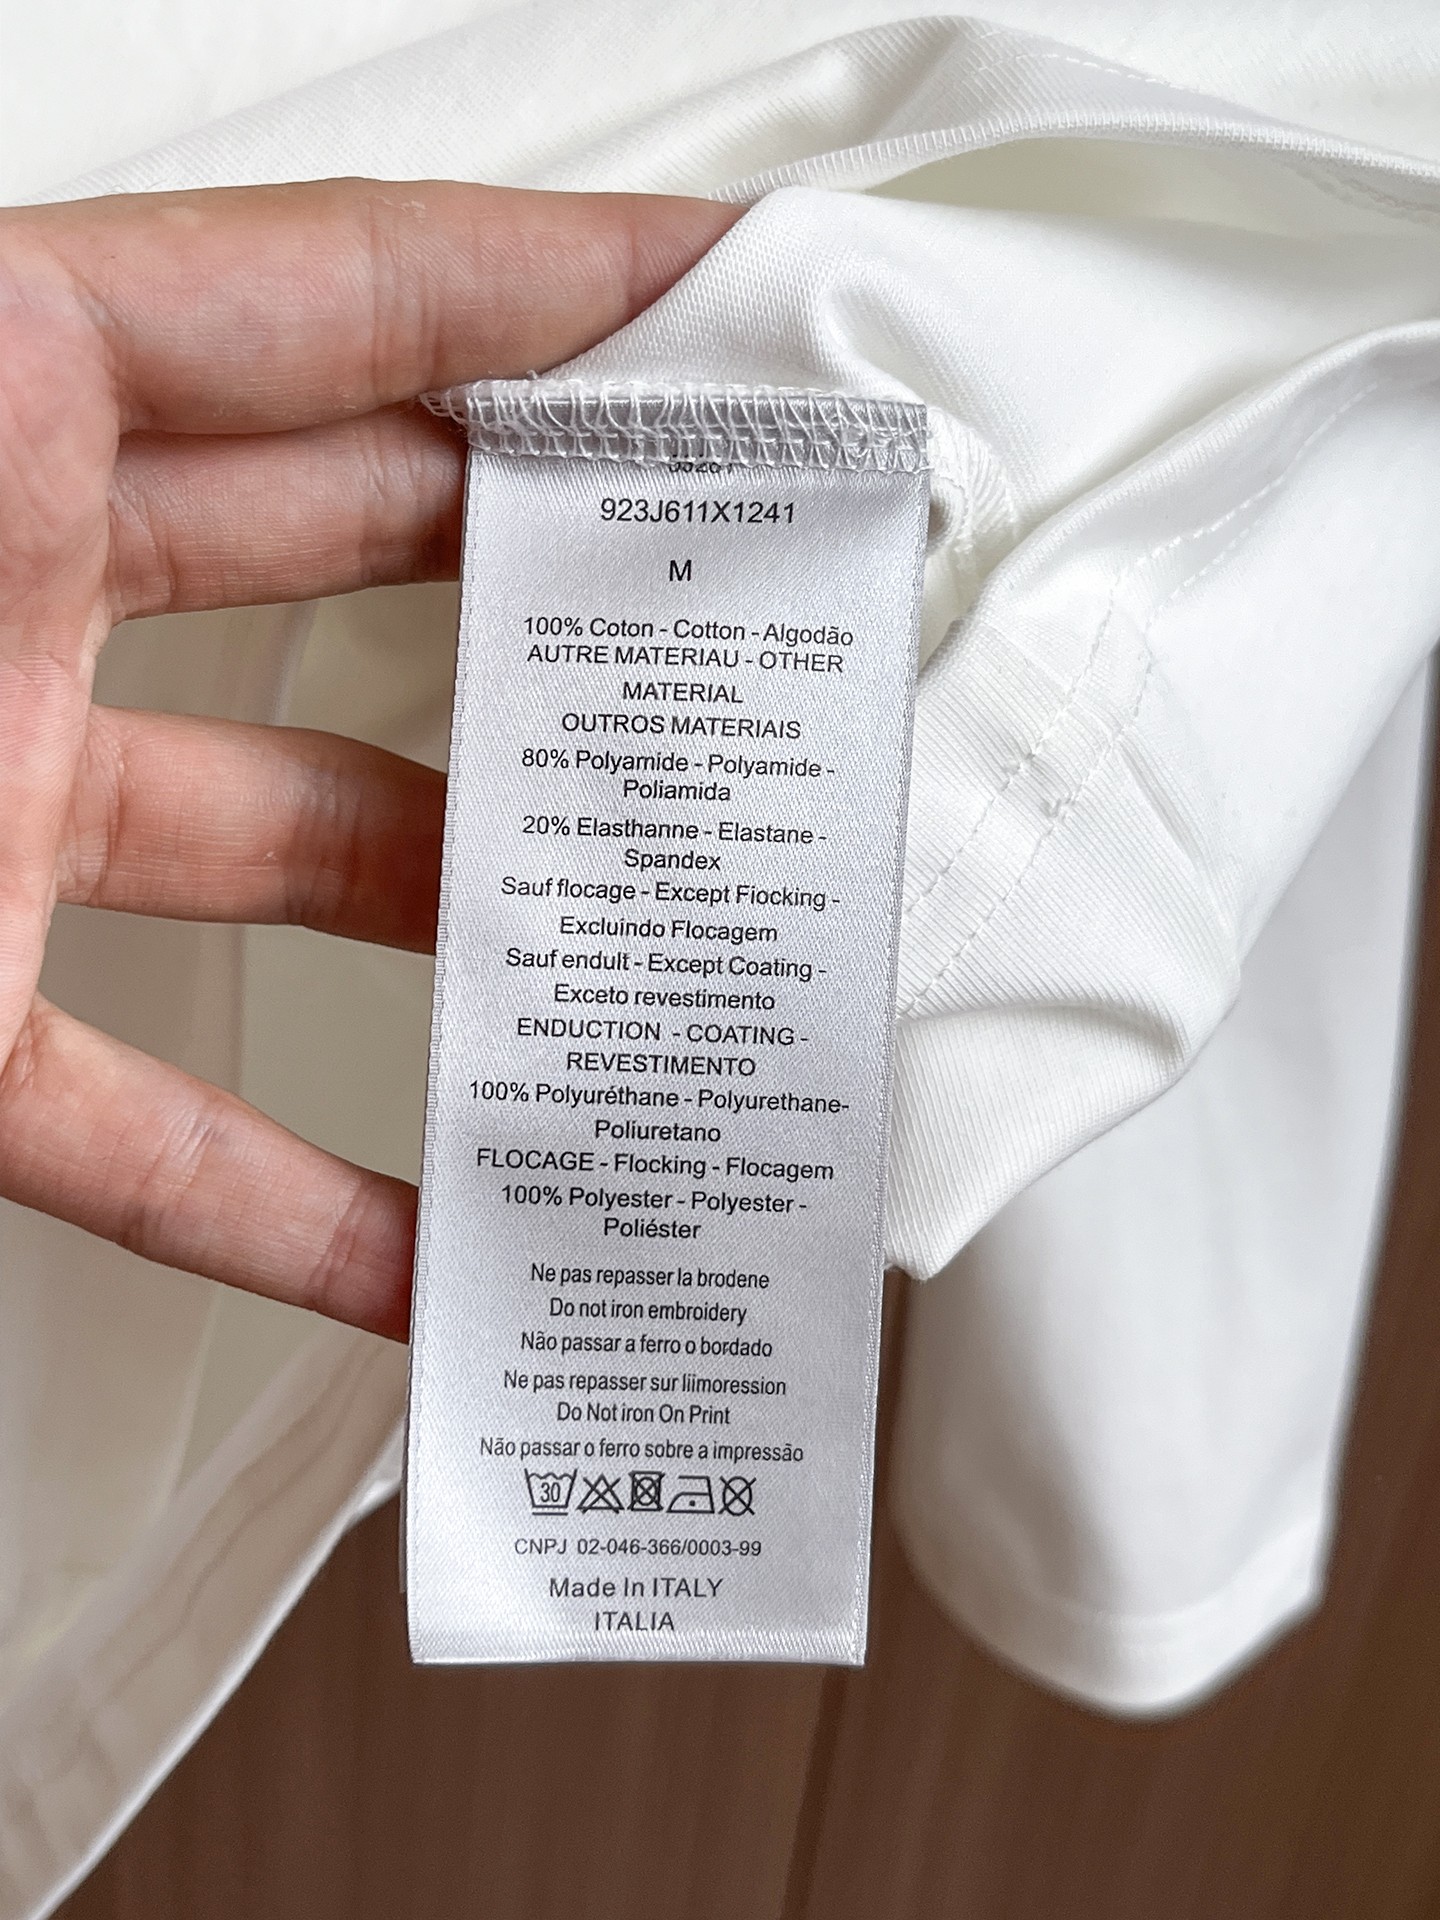 923J611X1241
M
100% Coton - Cotton - Algodão
AUTRE MATERIAU - OTHER
MATERIAL
OUTROS MATERIAIS
80% Polyamide - Polyamide -
Poliamida
20% Elasthanne - Elastane -
Spandex
Sauf flocage - Except Fiocking -
Excluindo Flocagem
Sauf endult - Except Coating -
Exceto revestimento
ENDUCTION - COATING -
REVESTIMENTO
100% Polyuréthane - Polyurethane-
Poliuretano
FLOCAGE - Flocking - Flocagem
100% Polyester - Polyester -
Poliéster
Ne pas repasser la brodene
Do not iron embroidery
Não passar a ferro o bordado
Ne pas repasser sur liimoression
Do Not iron On Print
Não passar o ferro sobre a impressão
30
CNPJ 02-046-366/0003-99
Made In ITALY
ITALIA